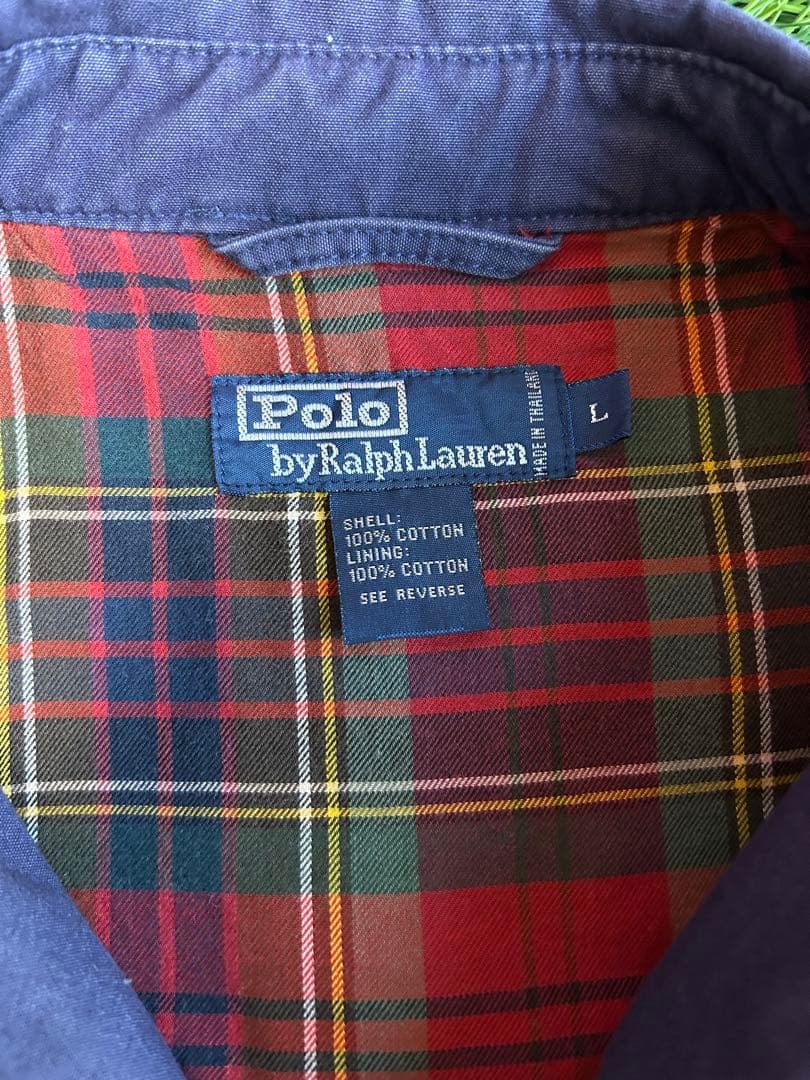 Polo
by Ralph Lauren
MADE IN THAILAND
L
SHELL:
100% COTTON
LINING:
100% COTTON
SEE REVERSE